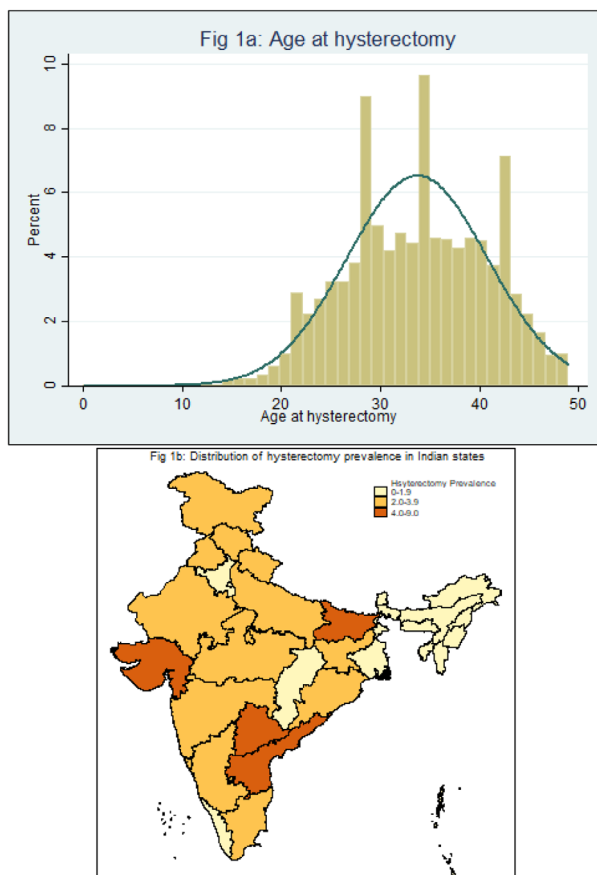 Fig 1a: Age at hysterectomy
10
8
6
4
2
0
Percent
0 10 20 30 40 50
Age at hysterectomy
Fig 1b: Distribution of hysterectomy prevalence in Indian states
Hsyterectomy Prevalence
0-1.9
2.0-3.9
4.0-9.0